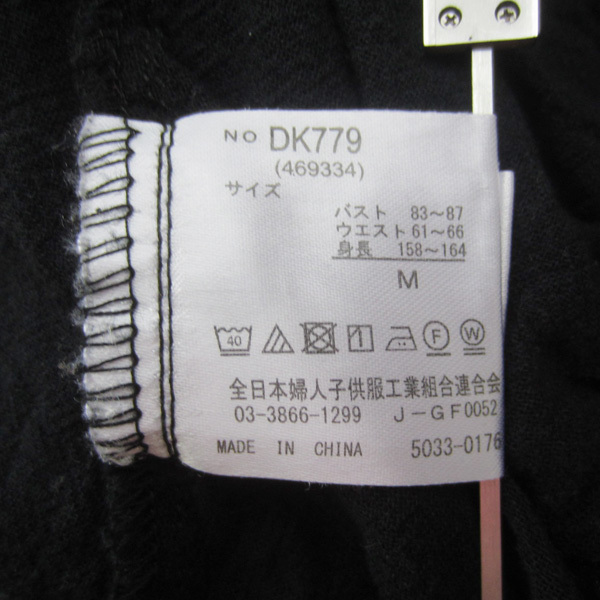 NO DK779
(469334)
サイズ
バスト 83～87
ウエスト 61～66
身長 158～164
M
40 F W
全日本婦人子供服工業組合連合会
03-3866-1299 J-GF0052
MADE IN CHINA 5033-0176